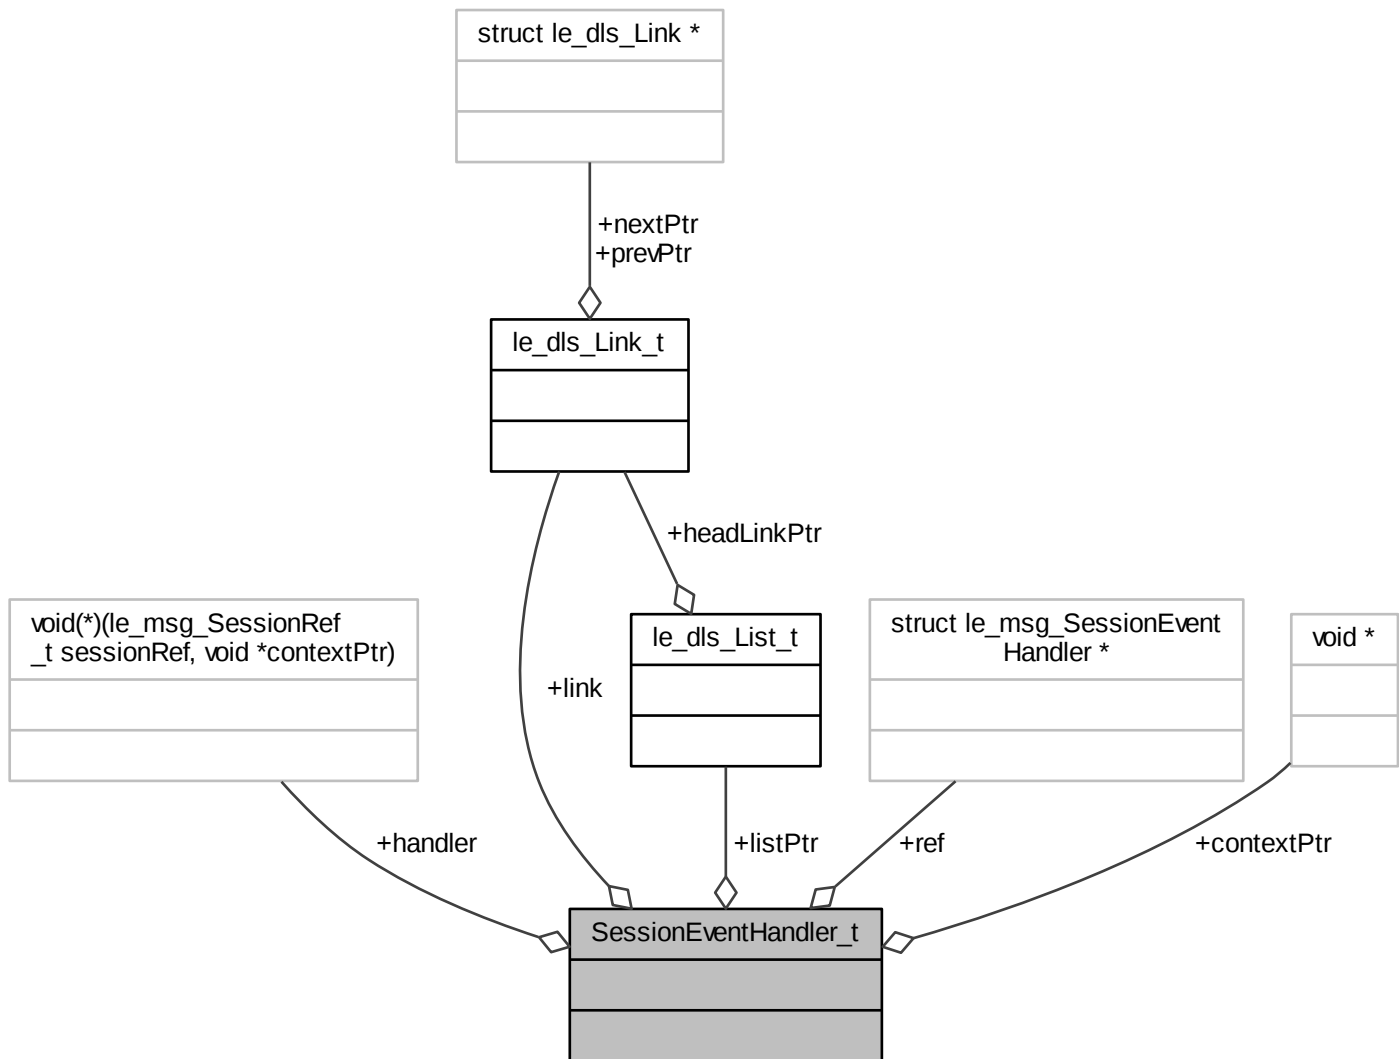 struct le_dls_Link *
+nextPtr
+prevPtr
le_dls_Link_t
+headLinkPtr
void(*)(le_msg_SessionRef
_t sessionRef, void *contextPtr)
+link
le_dls_List_t
struct le_msg_SessionEvent
Handler *
void *
+handler
+listPtr
+ref
+contextPtr
SessionEventHandler_t